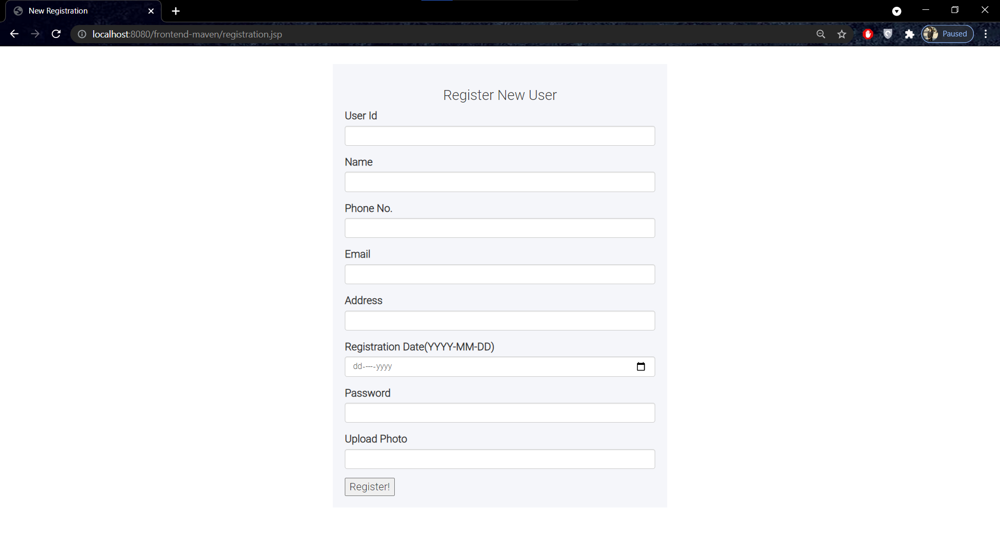 New Registration
localhost:8080/frontend-maven/registration.jsp
Paused
Register New User
User Id
Name
Phone No.
Email
Address
Registration Date(YYYY-MM-DD)
dd-----yyyy
Password
Upload Photo
Register!